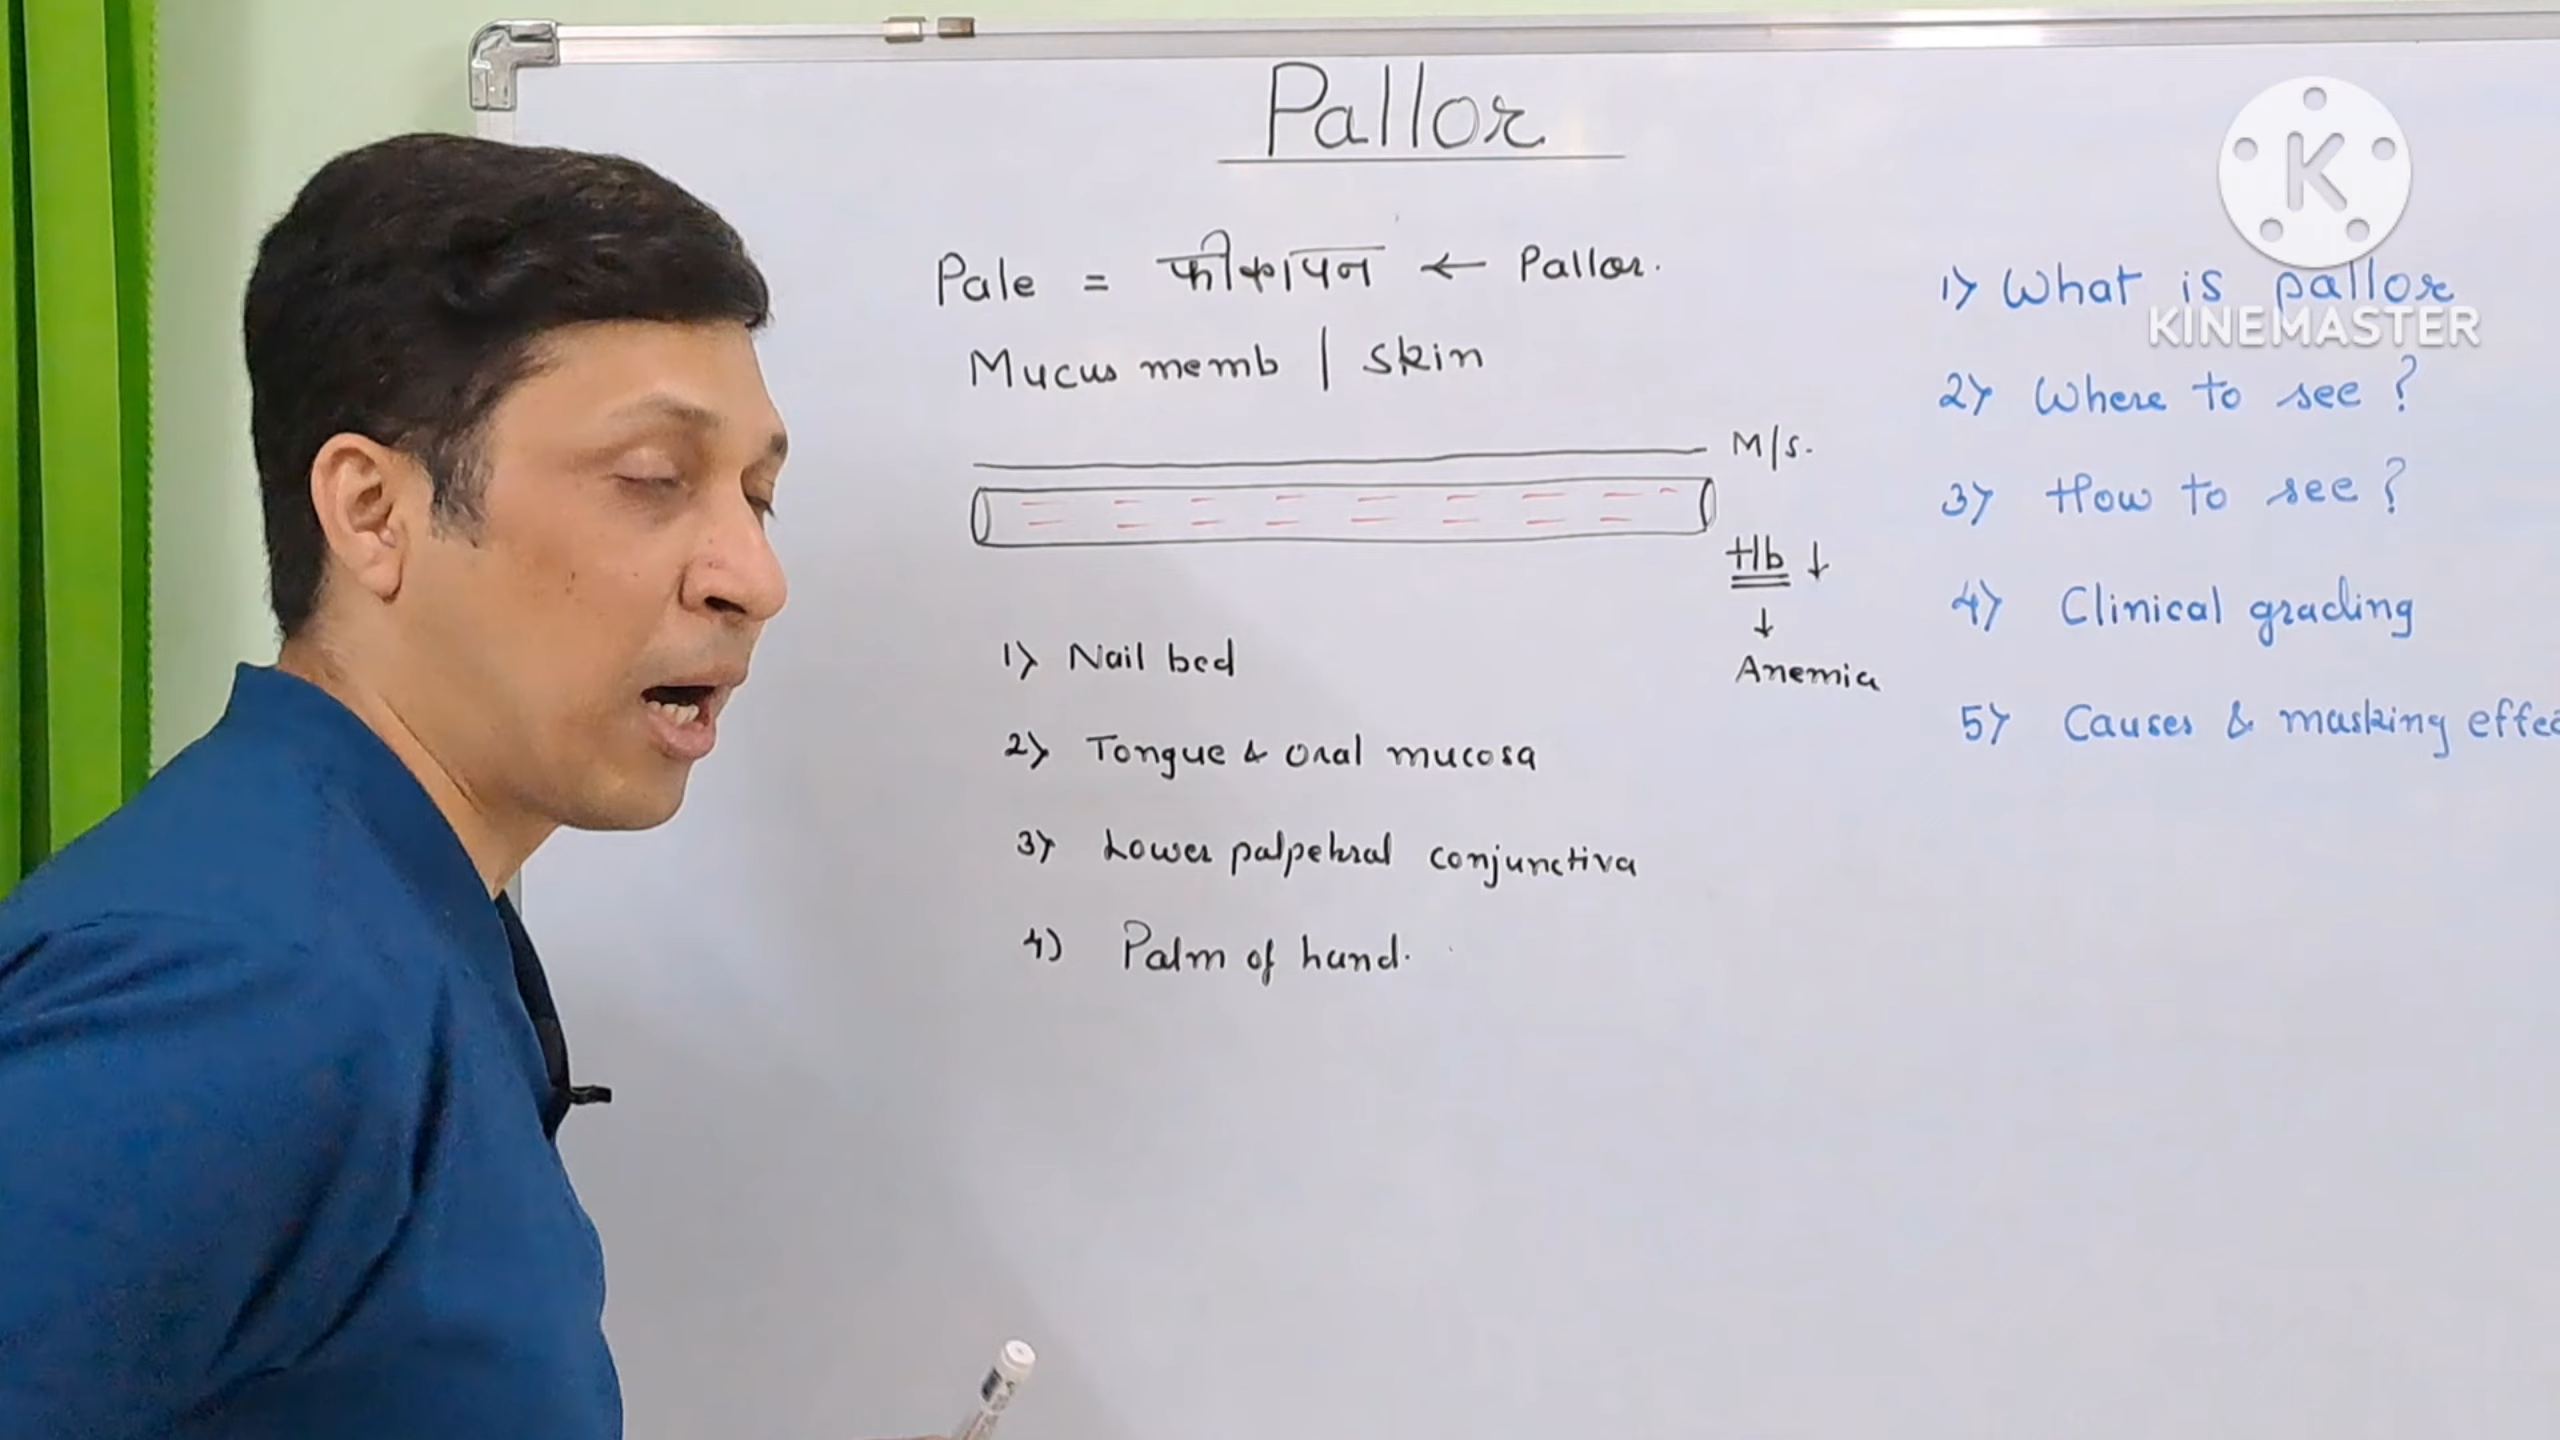 Pallor
Pale = फीकापन ← Pallor.
Mucus memb | skin
M/s.
Hb ↓
↓
Anemia
1) Nail bed
2) Tongue & oral mucosa
3) Lower palpebral conjunctiva
4) Palm of hand.
K
KINEMASTER
1) What is pallor
2) Where to see ?
3) How to see ?
4) Clinical grading
5) Causes & masking effec